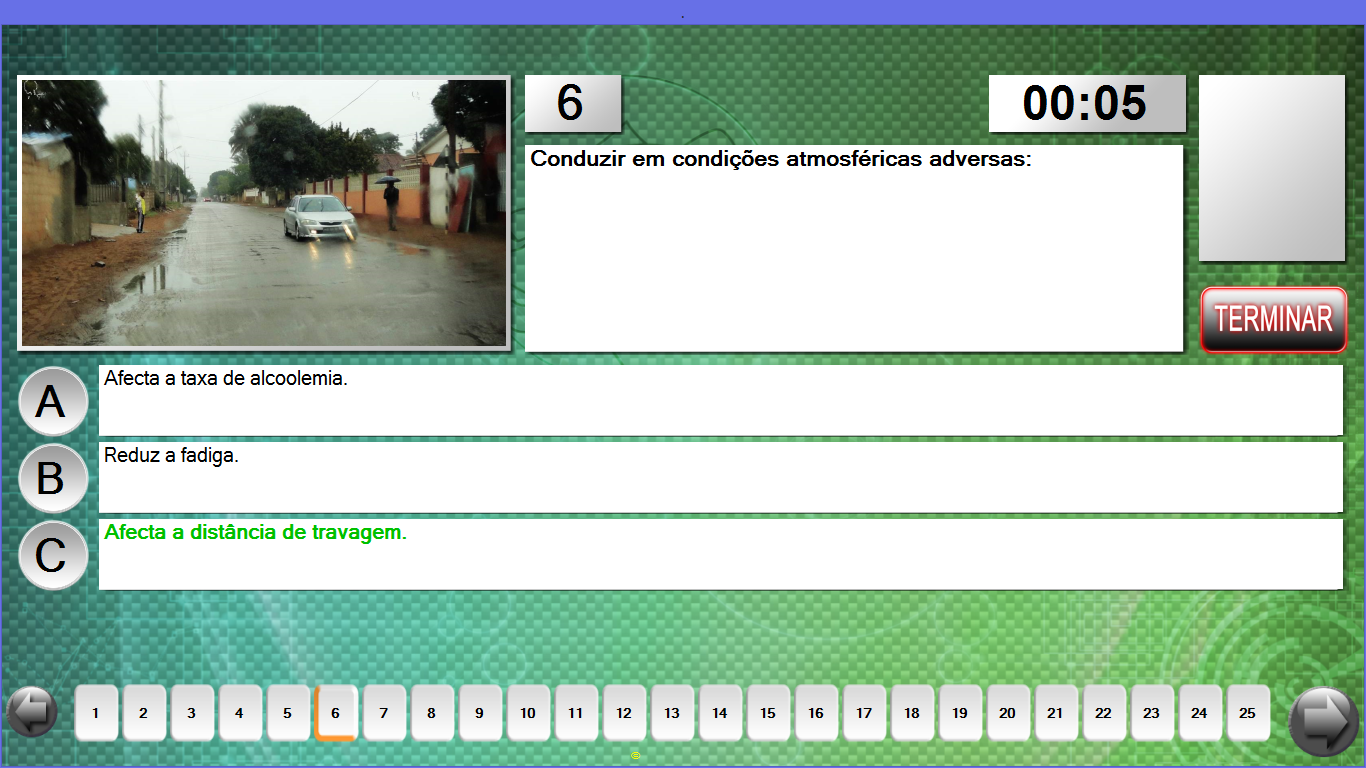 6
00:05
Conduzir em condições atmosféricas adversas:
TERMINAR
A
Afecta a taxa de alcoolemia.
B
Reduz a fadiga.
C
Afecta a distância de travagem.
1 2 3 4 5 6 7 8 9 10 11 12 13 14 15 16 17 18 19 20 21 22 23 24 25
©